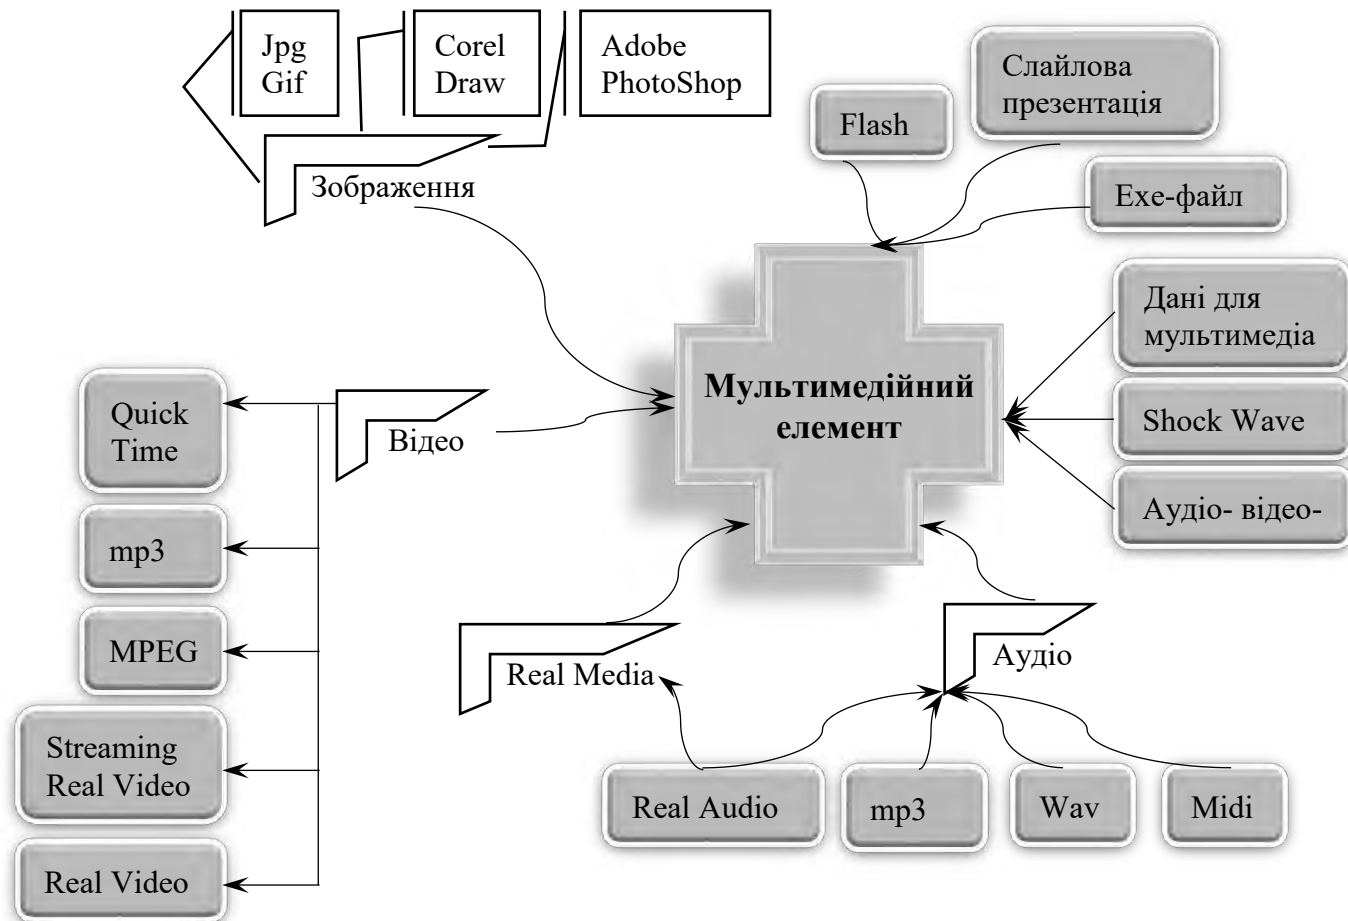 Jpg
Gif
Corel
Draw
Adobe
PhotoShop
Зображення
Flash
Слайлова
презентація
Exe-файл
Дані для
мультимедіа
Shock Wave
Аудіо- відео-
Мультимедійний
елемент
Відео
Quick
Time
mp3
MPEG
Streaming
Real Video
Real Video
Real Media
Аудіо
Real Audio
mp3
Wav
Midi